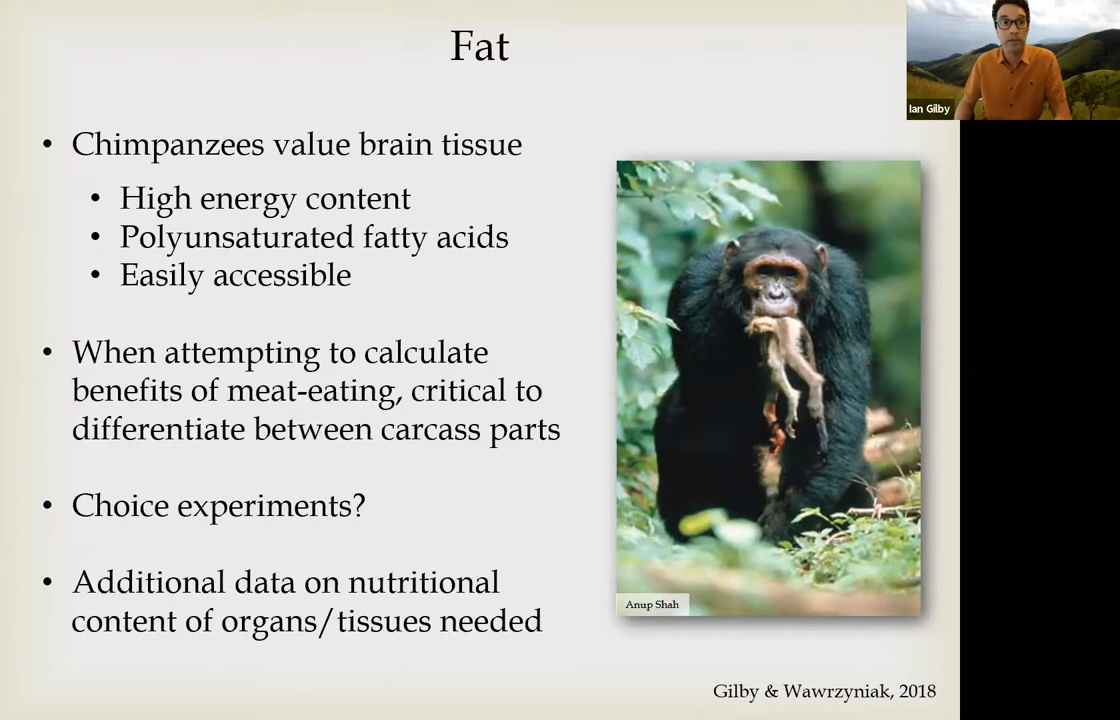 Fat
Ian Gilby
• Chimpanzees value brain tissue
• High energy content
• Polyunsaturated fatty acids
• Easily accessible
• When attempting to calculate
benefits of meat-eating, critical to
differentiate between carcass parts
• Choice experiments?
• Additional data on nutritional
content of organs/tissues needed
Anup Shah
Gilby & Wawrzyniak, 2018